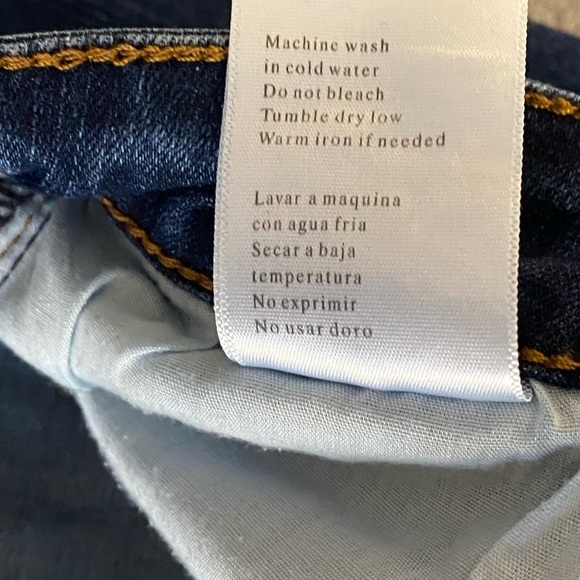 Machine wash
in cold water
Do not bleach
Tumble dry low
Warm iron if needed
Lavar a maquina
con agua fria
Secar a baja
temperatura
No exprimir
No usar doro